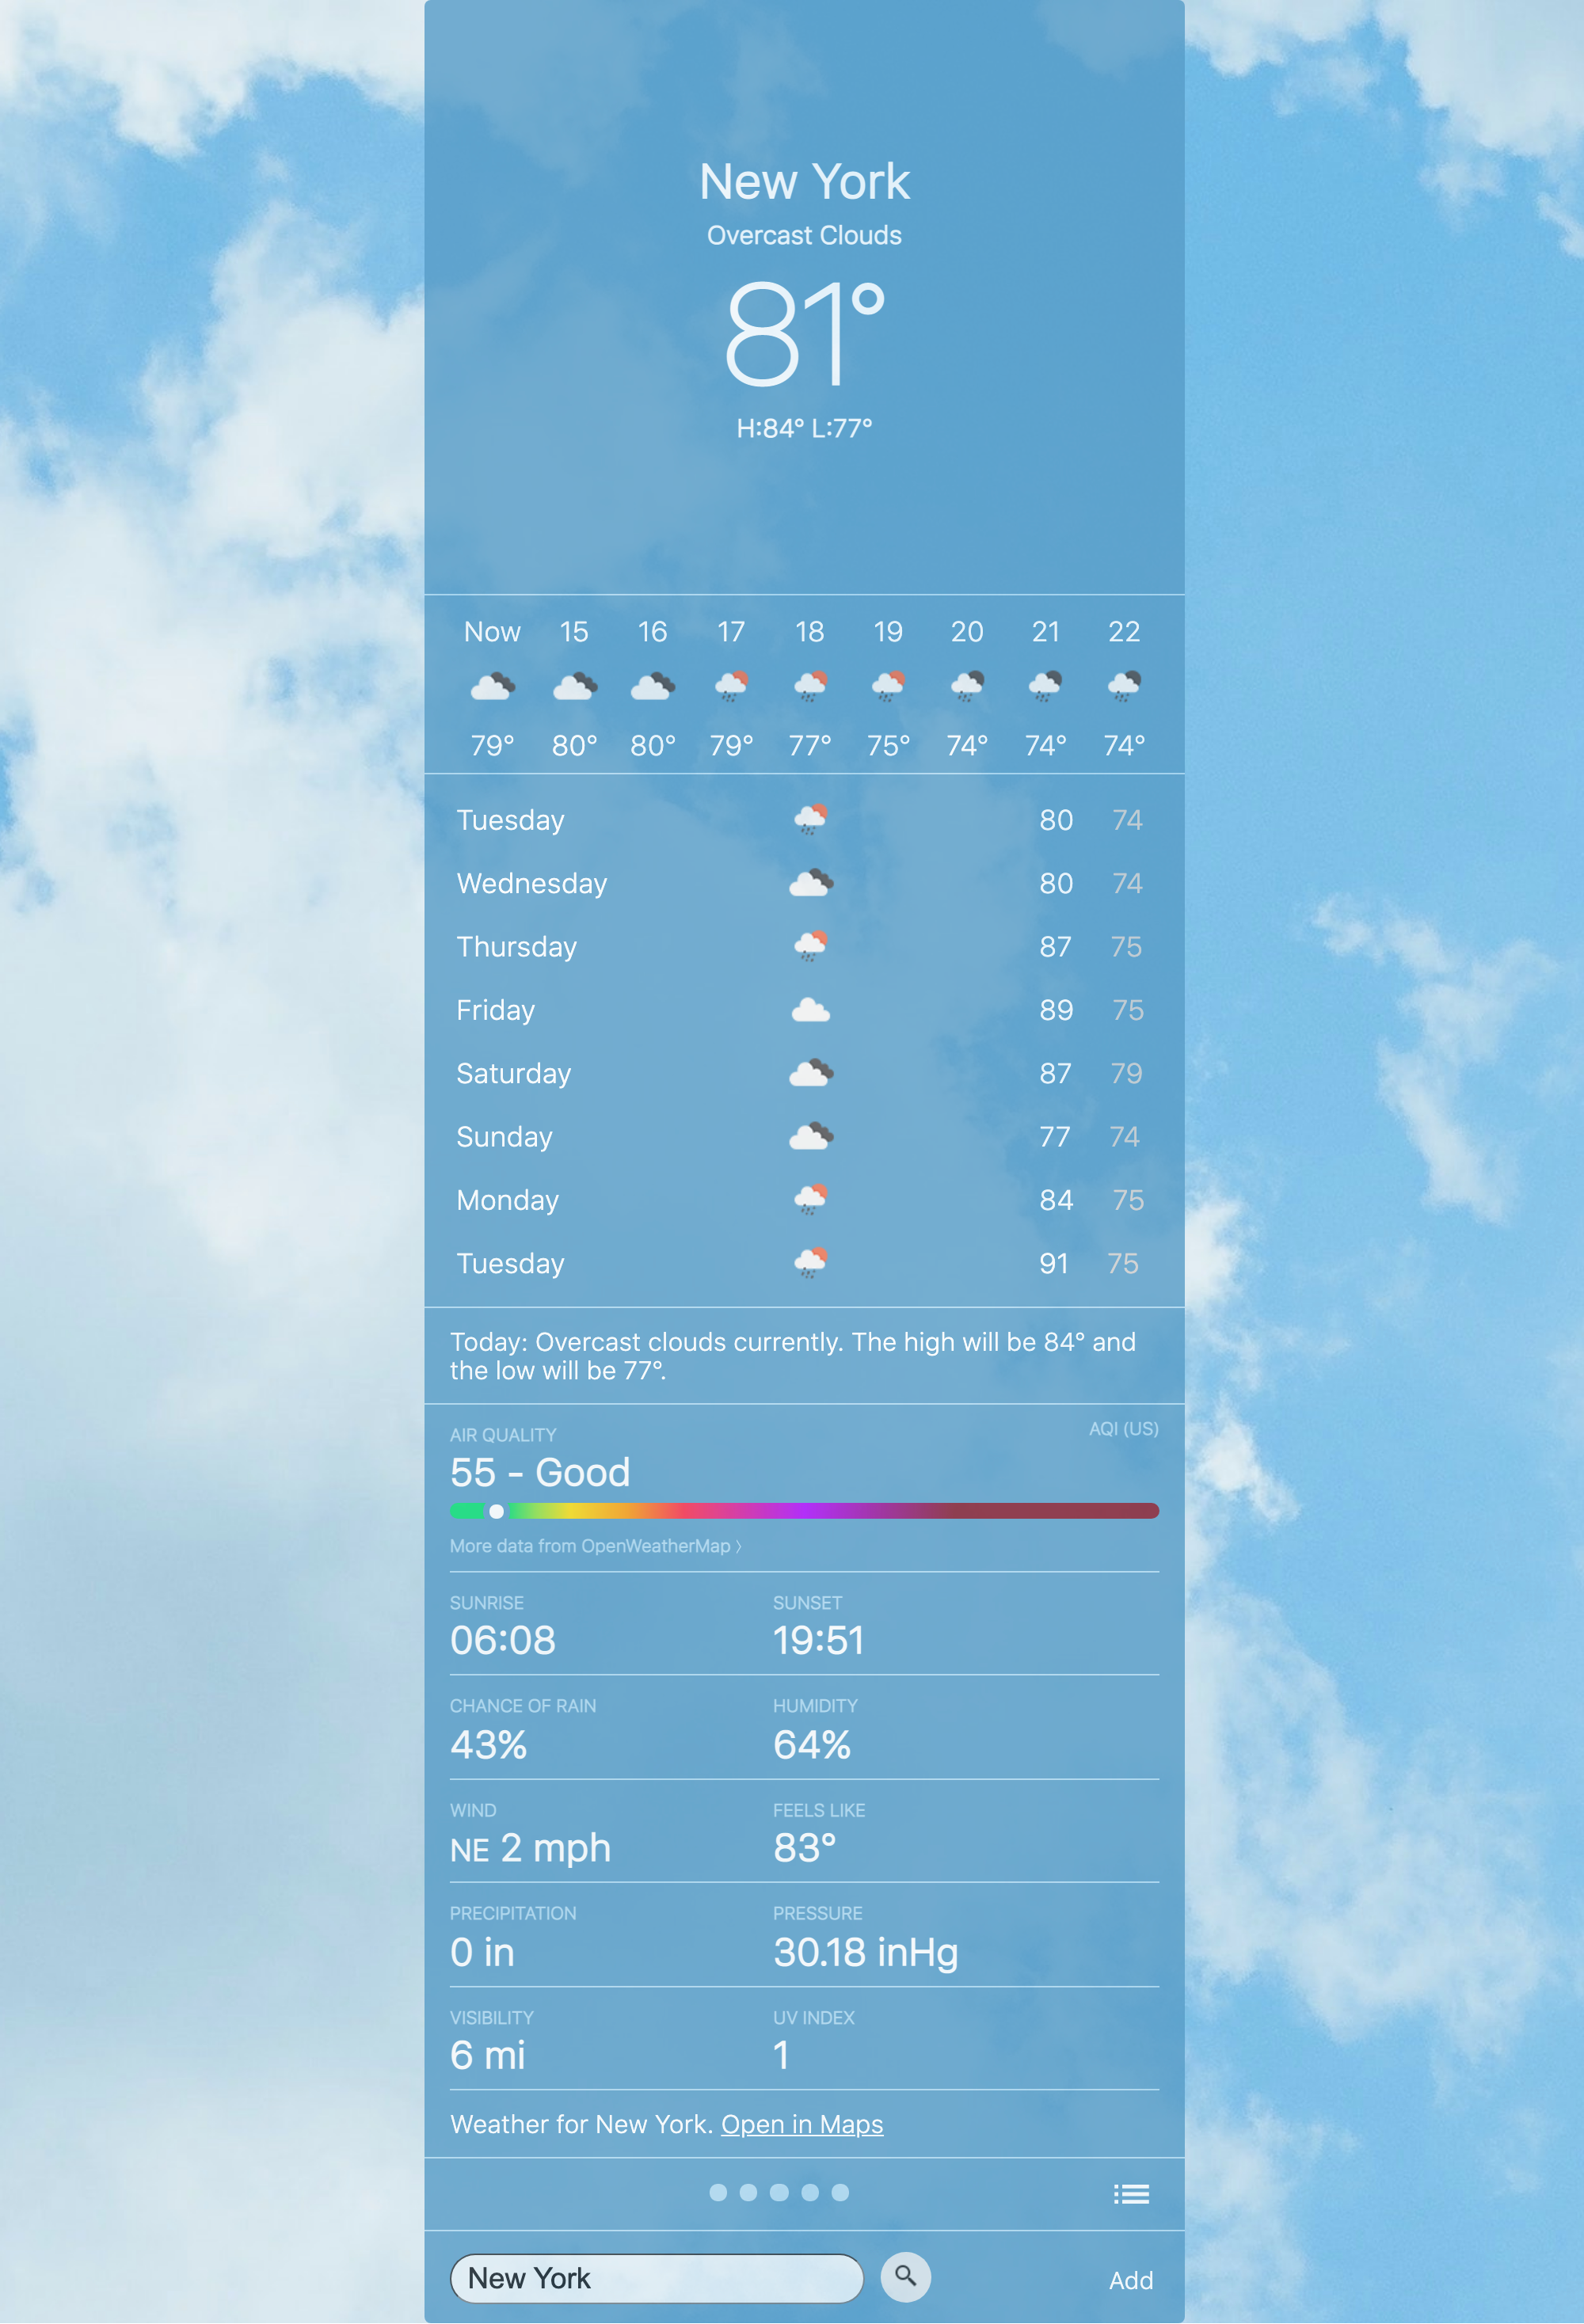 New York
Overcast Clouds
81°
H:84° L:77°
Now 15 16 17 18 19 20 21 22
79° 80° 80° 79° 77° 75° 74° 74° 74°
Tuesday 80 74
Wednesday 80 74
Thursday 87 75
Friday 89 75
Saturday 87 79
Sunday 77 74
Monday 84 75
Tuesday 91 75
Today: Overcast clouds currently. The high will be 84° and
the low will be 77°.
AIR QUALITY AQI (US)
55 - Good
More data from OpenWeatherMap 〉
SUNRISE SUNSET
06:08 19:51
CHANCE OF RAIN HUMIDITY
43% 64%
WIND FEELS LIKE
NE 2 mph 83°
PRECIPITATION PRESSURE
0 in 30.18 inHg
VISIBILITY UV INDEX
6 mi 1
Weather for New York. Open in Maps
New York Add